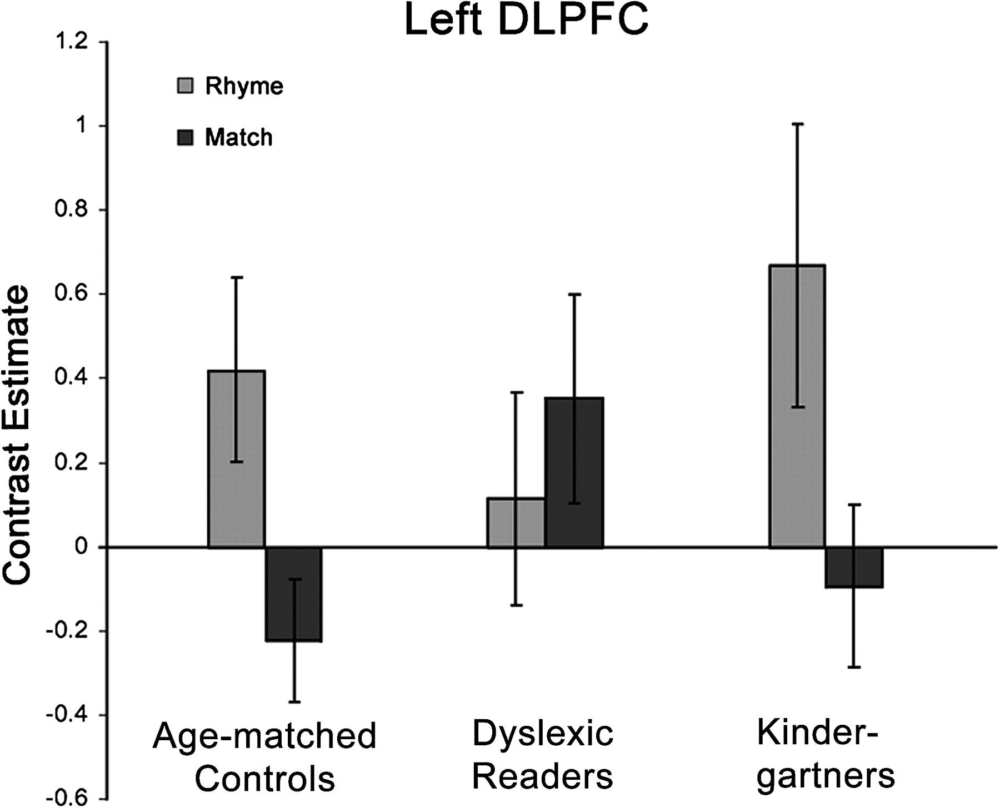 Left DLPFC
1.2
1
0.8
0.6
0.4
0.2
0
-0.2
-0.4
-0.6
Contrast Estimate
Rhyme
Match
Age-matched
Controls
Dyslexic
Readers
Kinder-
gartners